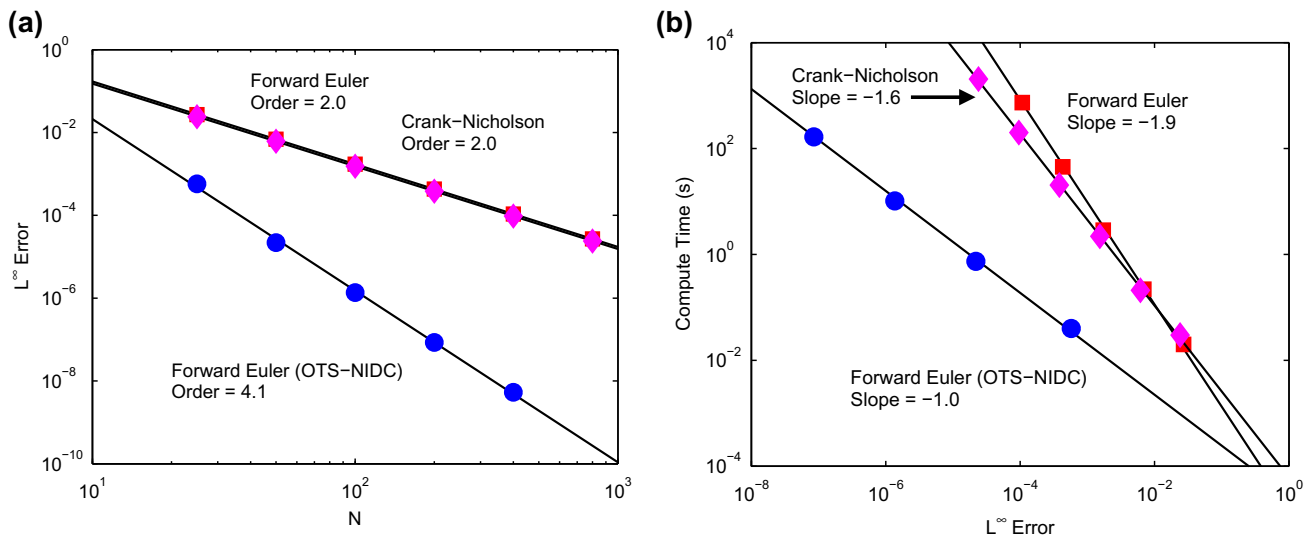 (a)
10^0
10^−2
10^−4
10^−6
10^−8
10^−10
L^∞ Error
Forward Euler
Order = 2.0
Crank−Nicholson
Order = 2.0
Forward Euler (OTS−NIDC)
Order = 4.1
10^1
10^2
10^3
N
(b)
10^4
10^2
10^0
10^−2
10^−4
Compute Time (s)
Crank−Nicholson
Slope = −1.6
Forward Euler
Slope = −1.9
Forward Euler (OTS−NIDC)
Slope = −1.0
10^−8
10^−6
10^−4
10^−2
10^0
L^∞ Error